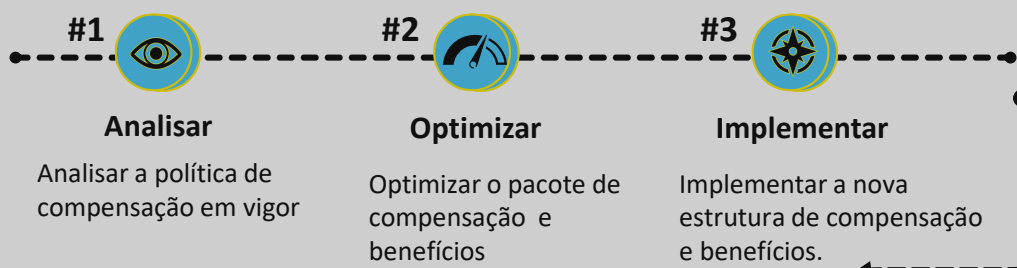 #1
Analisar
Analisar a política de
compensação em vigor
#2
Optimizar
Optimizar o pacote de
compensação e
benefícios
#3
Implementar
Implementar a nova
estrutura de compensação
e benefícios.